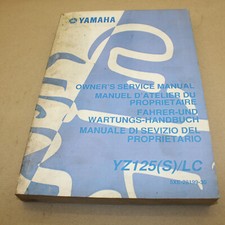 YAMAHA
OWNER'S SERVICE MANUAL
MANUEL D'ATELIER DU
PROPRIETAIRE
FAHRER-UND
WARTUNGS-HANDBUCH
MANUALE DI SEVIZIO DEL
PROPRIETARIO
YZ125(S)/LC